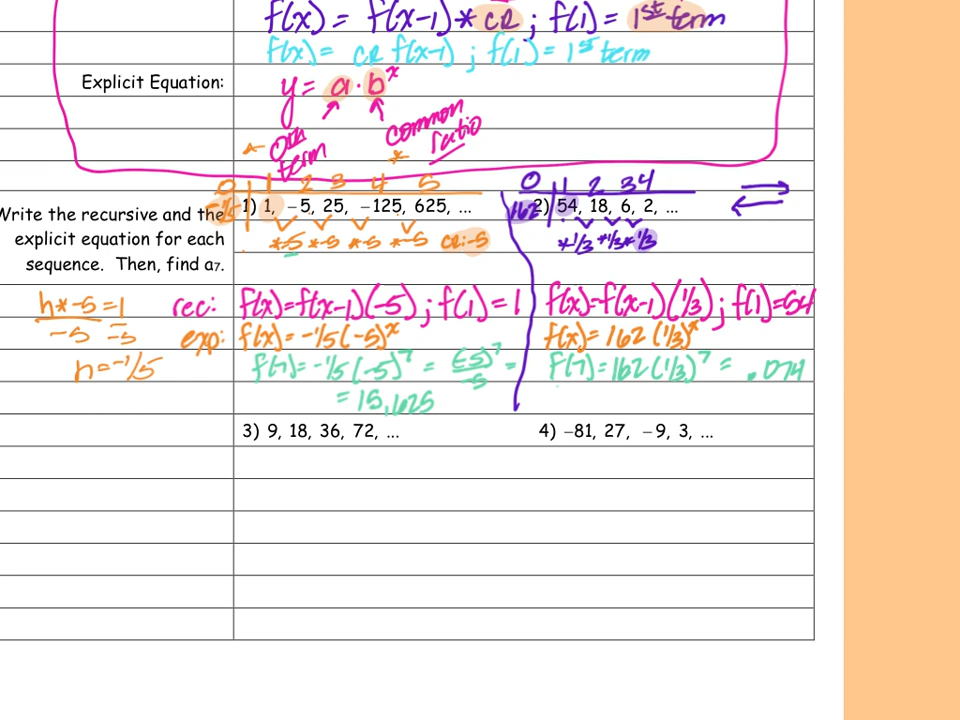 f(x) = f(x-1) * CR ; f(1) = 1st term
f(x) = CR f(x-1) ; f(1) = 1st term
Explicit Equation:
y = a · b^x
0th term
common ratio
0 1 2 3 4 5
0 1 2 3 4
-1/5 1) 1, −5, 25, −125, 625, ...
162 2) 54, 18, 6, 2, ...
Write the recursive and the explicit equation for each sequence. Then, find a₇.
*-5 *-5 *-5 *-5 CR: -5
*1/3 *1/3 * 1/3
n * -5 = 1
-5 -5
n = -1/5
rec: f(x) = f(x-1)(-5) ; f(1) = 1
f(x) = f(x-1)(1/3) ; f(1) = 54
exp: f(x) = -1/5(-5)^x
f(x) = 162(1/3)^x
f(7) = -1/5(-5)^7 = (-5)^7/-5 =
= 15,625
f(7) = 162(1/3)^7 = .074
3) 9, 18, 36, 72, ...
4) −81, 27, −9, 3, ...